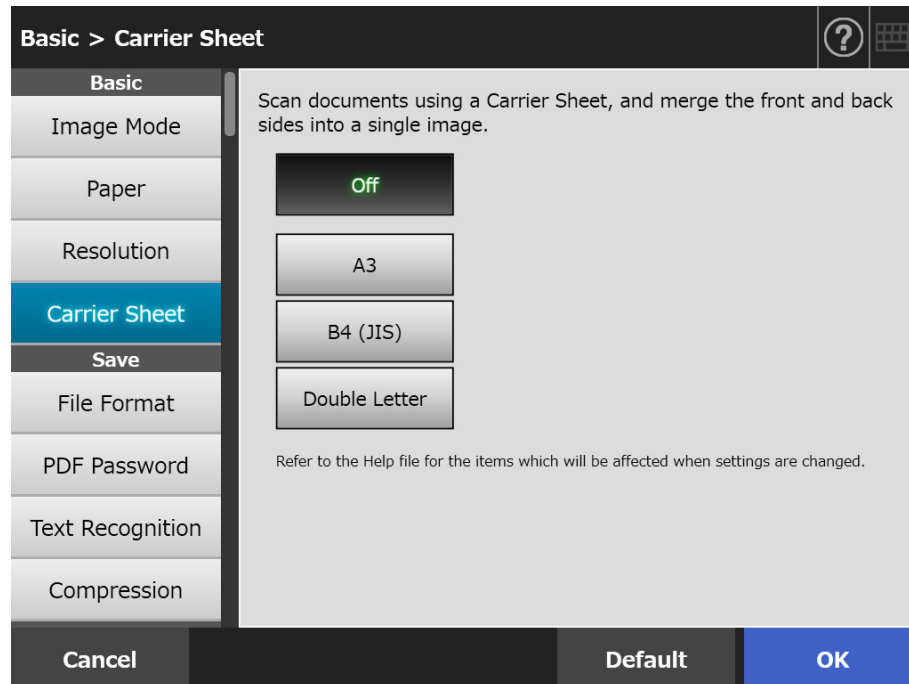 Basic > Carrier Sheet
?
Basic
Image Mode
Paper
Resolution
Carrier Sheet
Save
File Format
PDF Password
Text Recognition
Compression
Scan documents using a Carrier Sheet, and merge the front and back
sides into a single image.
Off
A3
B4 (JIS)
Double Letter
Refer to the Help file for the items which will be affected when settings are changed.
Cancel
Default
OK